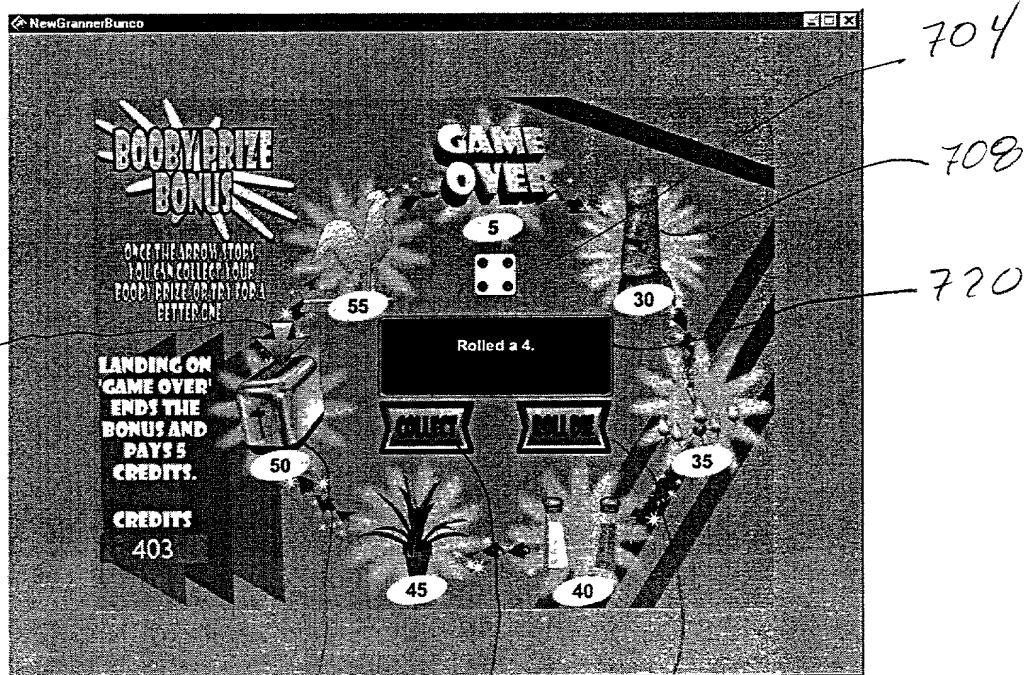 NewGrannerBunco
704
BOOBY PRIZE
BONUS
GAME
OVER
5
708
ONCE THE ARROW STOPS
YOU CAN COLLECT YOUR
BOOBY PRIZE, OR TRY FOR A
BETTER ONE.
55
30
720
Rolled a 4.
LANDING ON
'GAME OVER'
ENDS THE
BONUS AND
PAYS 5
CREDITS.
COLLECT
ROLL DIE
50
35
CREDITS
403
45
40